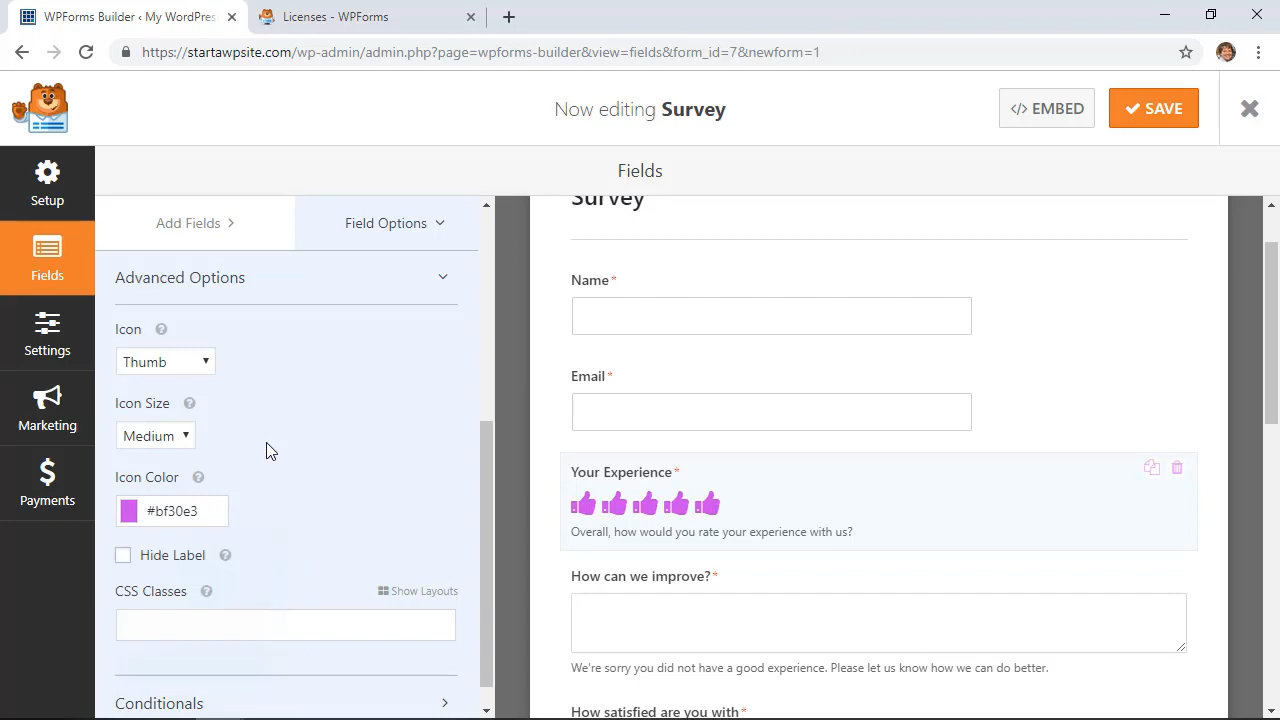 WPForms Builder ‹ My WordPres
Licenses - WPForms
https://startawpsite.com/wp-admin/admin.php?page=wpforms-builder&view=fields&form_id=7&newform=1
Now editing Survey
</> EMBED
SAVE
Fields
Setup
Fields
Settings
Marketing
Payments
Add Fields
Field Options
Advanced Options
Icon
Thumb
Icon Size
Medium
Icon Color
#bf30e3
Hide Label
CSS Classes
Show Layouts
Conditionals
Survey
Name*
Email*
Your Experience*
Overall, how would you rate your experience with us?
How can we improve?*
We're sorry you did not have a good experience. Please let us know how we can do better.
How satisfied are you with*